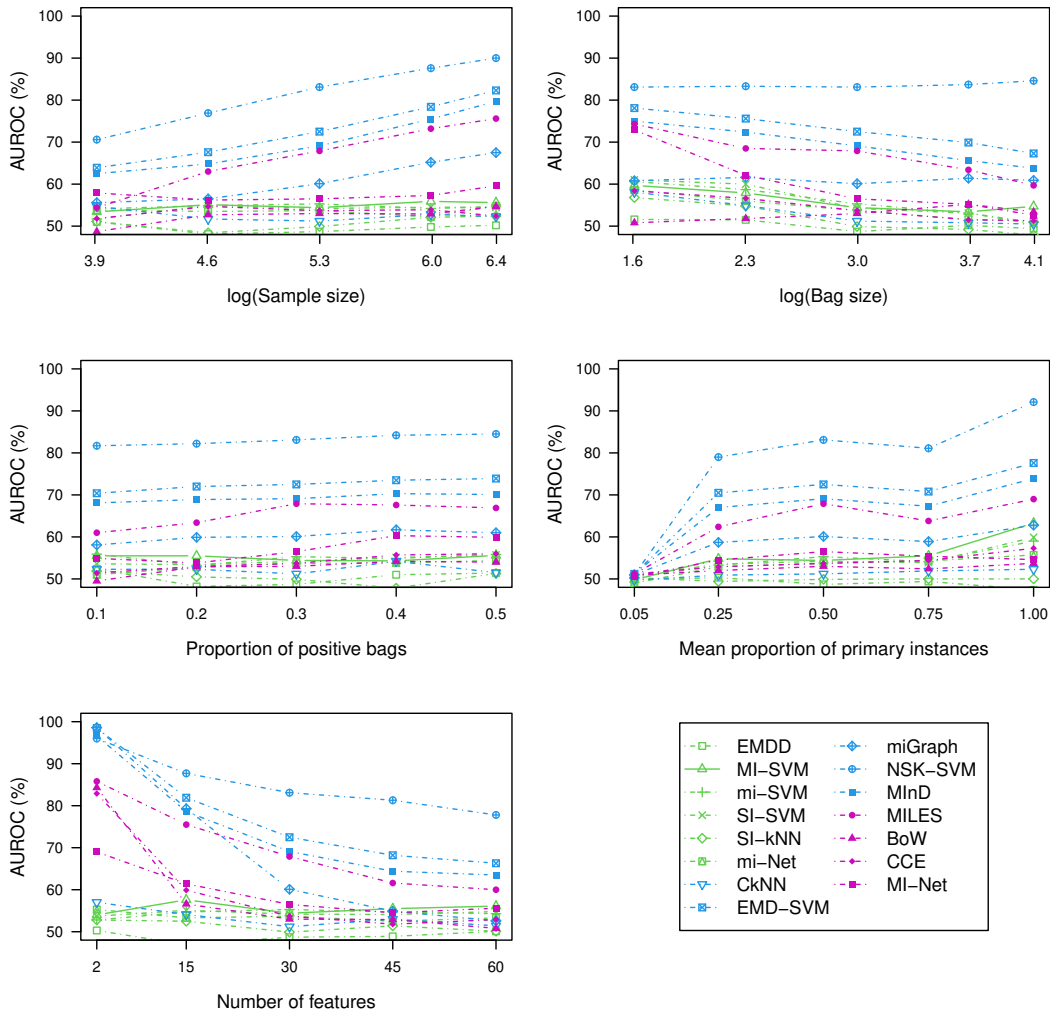 100
90
80
70
60
50
AUROC (%)
3.9 4.6 5.3 6.0 6.4
log(Sample size)
100
90
80
70
60
50
AUROC (%)
1.6 2.3 3.0 3.7 4.1
log(Bag size)
100
90
80
70
60
50
AUROC (%)
0.1 0.2 0.3 0.4 0.5
Proportion of positive bags
100
90
80
70
60
50
AUROC (%)
0.05 0.25 0.50 0.75 1.00
Mean proportion of primary instances
100
90
80
70
60
50
AUROC (%)
2 15 30 45 60
Number of features
EMDD
MI−SVM
mi−SVM
SI−SVM
SI−kNN
mi−Net
CkNN
EMD−SVM
miGraph
NSK−SVM
MInD
MILES
BoW
CCE
MI−Net